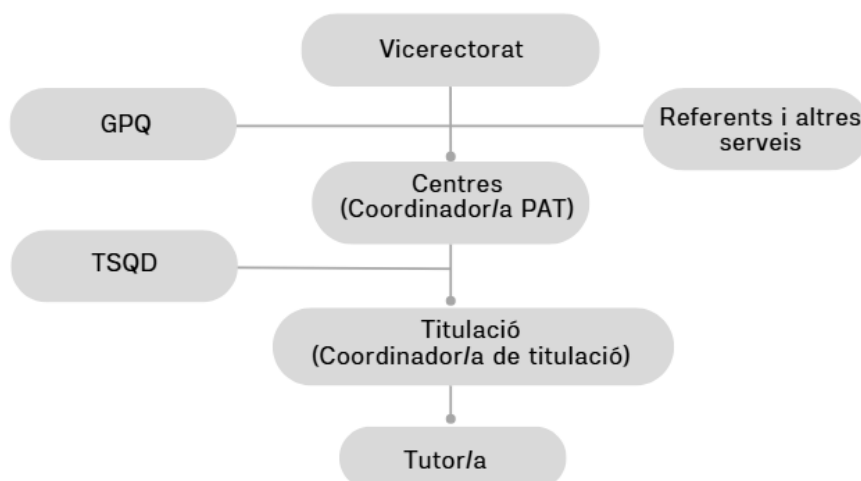 Vicerectorat
GPQ
Referents i altres
serveis
Centres
(Coordinador/a PAT)
TSQD
Titulació
(Coordinador/a de titulació)
Tutor/a